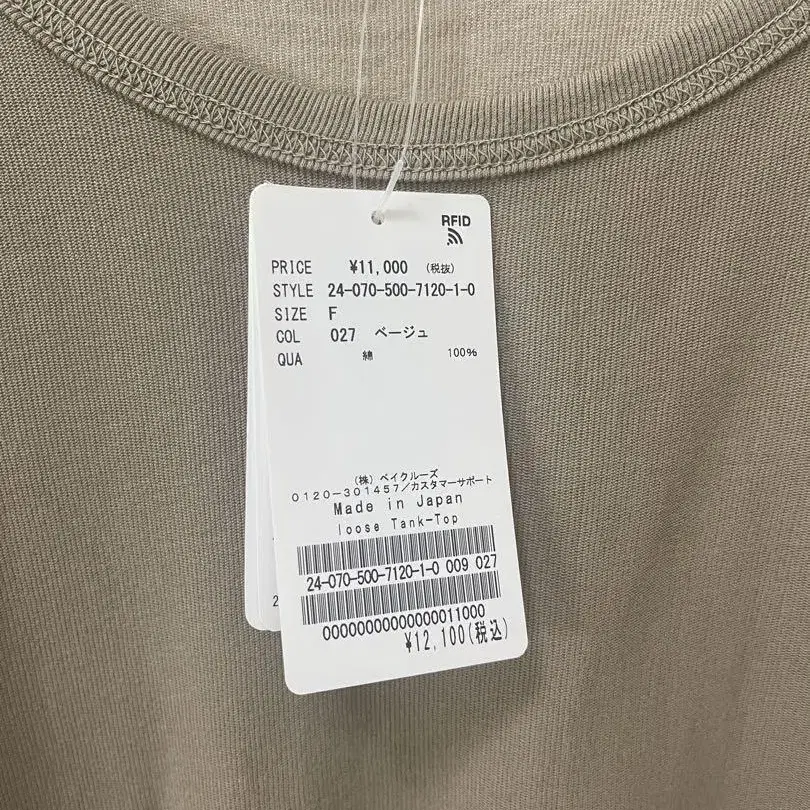 RFID
PRICE ¥11,000 (税抜)
STYLE 24-070-500-7120-1-0
SIZE F
COL 027 ベージュ
QUA 綿 100%
(株)ベイクルーズ
0120-301457/カスタマーサポート
Made in Japan
loose Tank-Top
24-070-500-7120-1-0 009 027
00000000000000011000
¥12,100(税込)
2